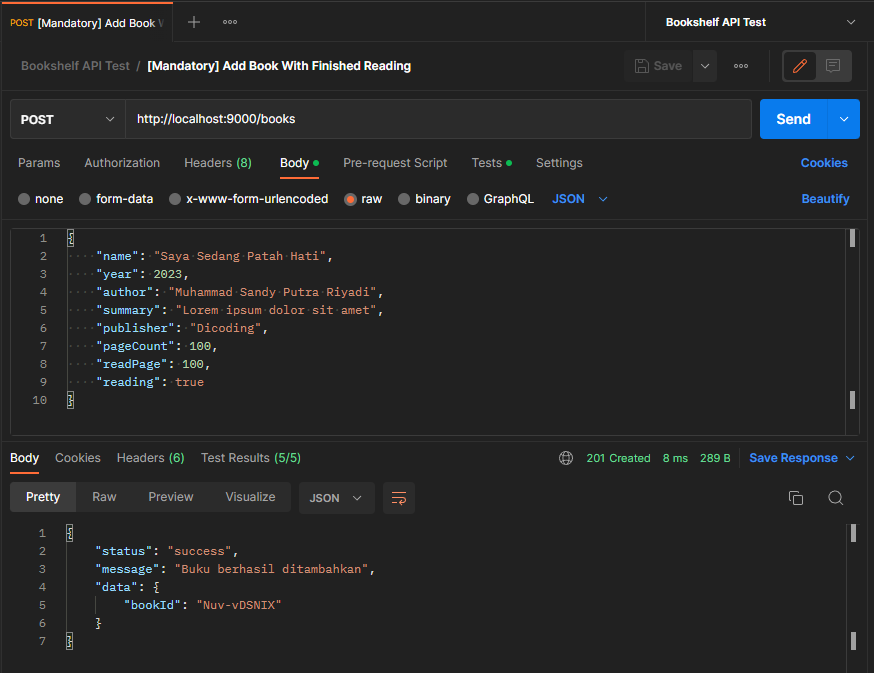 POST [Mandatory] Add Book W
Bookshelf API Test
Bookshelf API Test / [Mandatory] Add Book With Finished Reading
Save
POST http://localhost:9000/books Send
Params Authorization Headers (8) Body Pre-request Script Tests Settings Cookies
none form-data x-www-form-urlencoded raw binary GraphQL JSON Beautify
1 {
2 "name": "Saya Sedang Patah Hati",
3 "year": 2023,
4 "author": "Muhammad Sandy Putra Riyadi",
5 "summary": "Lorem ipsum dolor sit amet",
6 "publisher": "Dicoding",
7 "pageCount": 100,
8 "readPage": 100,
9 "reading": true
10 }
Body Cookies Headers (6) Test Results (5/5) 201 Created 8 ms 289 B Save Response
Pretty Raw Preview Visualize JSON
1 {
2 "status": "success",
3 "message": "Buku berhasil ditambahkan",
4 "data": {
5 "bookId": "Nuv-vDSNIX"
6 }
7 }